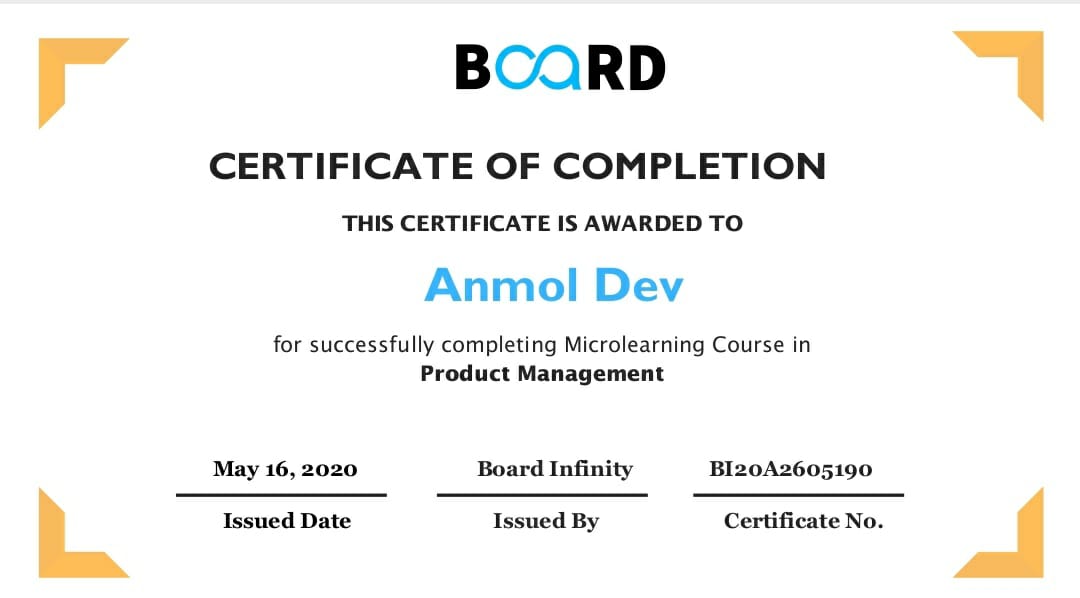 BOARD
CERTIFICATE OF COMPLETION
THIS CERTIFICATE IS AWARDED TO
Anmol Dev
for successfully completing Microlearning Course in
Product Management
May 16, 2020 Board Infinity BI20A2605190
Issued Date Issued By Certificate No.